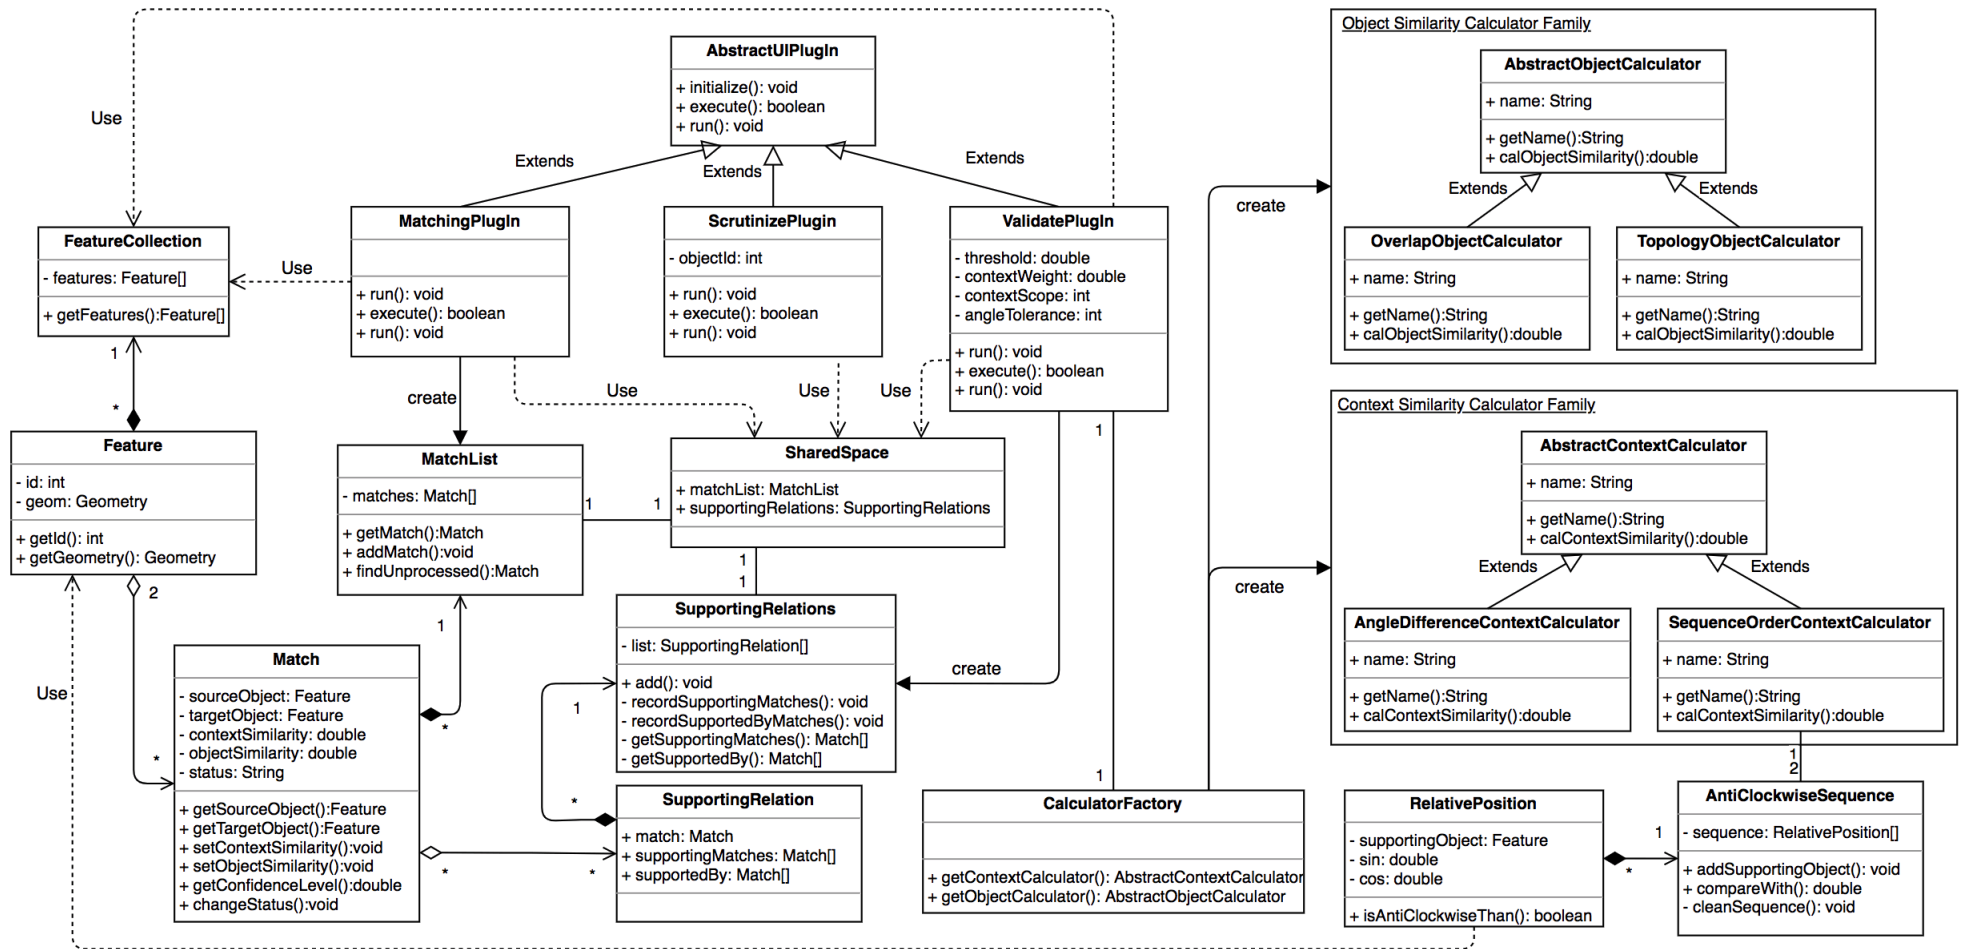 Use
AbstractUIPlugIn
+ initialize(): void
+ execute(): boolean
+ run(): void
Extends
Extends
Extends
FeatureCollection
- features: Feature[]
+ getFeatures():Feature[]
Use
MatchingPlugIn
+ run(): void
+ execute(): boolean
+ run(): void
ScrutinizePlugin
- objectId: int
+ run(): void
+ execute(): boolean
+ run(): void
ValidatePlugIn
- threshold: double
- contextWeight: double
- contextScope: int
- angleTolerance: int
+ run(): void
+ execute(): boolean
+ run(): void
1
*
create
Use
Use
Use
1
Feature
- id: int
- geom: Geometry
+ getId(): int
+ getGeometry(): Geometry
2
*
Use
MatchList
- matches: Match[]
+ getMatch():Match
+ addMatch():void
+ findUnprocessed():Match
1
1
SharedSpace
+ matchList: MatchList
+ supportingRelations: SupportingRelations
1
1
1
*
Match
- sourceObject: Feature
- targetObject: Feature
- contextSimilarity: double
- objectSimilarity: double
- status: String
+ getSourceObject():Feature
+ getTargetObject():Feature
+ setContextSimilarity():void
+ setObjectSimilarity():void
+ getConfidenceLevel():double
+ changeStatus():void
*
*
SupportingRelations
- list: SupportingRelation[]
+ add(): void
- recordSupportingMatches(): void
- recordSupportedByMatches(): void
- getSupportingMatches(): Match[]
- getSupportedBy(): Match[]
create
1
*
SupportingRelation
+ match: Match
+ supportingMatches: Match[]
+ supportedBy: Match[]
1
CalculatorFactory
+ getContextCalculator(): AbstractContextCalculator
+ getObjectCalculator(): AbstractObjectCalculator
create
create
Object Similarity Calculator Family
AbstractObjectCalculator
+ name: String
+ getName():String
+ calObjectSimilarity():double
Extends
Extends
OverlapObjectCalculator
+ name: String
+ getName():String
+ calObjectSimilarity():double
TopologyObjectCalculator
+ name: String
+ getName():String
+ calObjectSimilarity():double
Context Similarity Calculator Family
AbstractContextCalculator
+ name: String
+ getName():String
+ calContextSimilarity():double
Extends
Extends
AngleDifferenceContextCalculator
+ name: String
+ getName():String
+ calContextSimilarity():double
SequenceOrderContextCalculator
+ name: String
+ getName():String
+ calContextSimilarity():double
1
2
RelativePosition
- supportingObject: Feature
- sin: double
- cos: double
+ isAntiClockwiseThan(): boolean
1
*
AntiClockwiseSequence
- sequence: RelativePosition[]
+ addSupportingObject(): void
+ compareWith(): double
- cleanSequence(): void